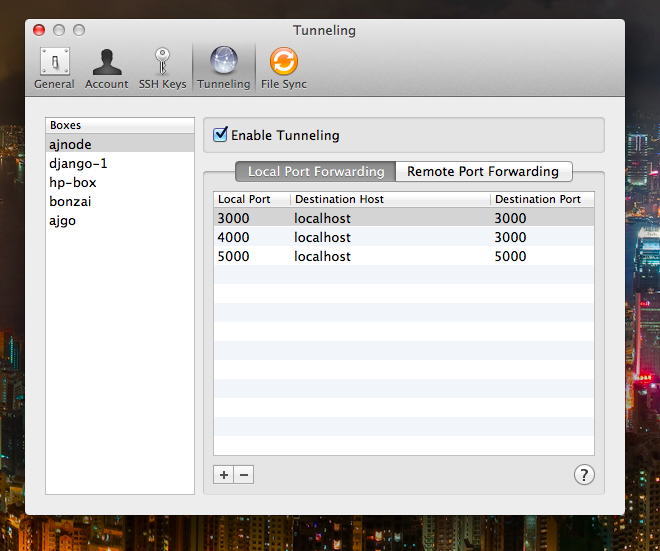 Tunneling
General Account SSH Keys Tunneling File Sync
Boxes
ajnode
django-1
hp-box
bonzai
ajgo
Enable Tunneling
Local Port Forwarding Remote Port Forwarding
Local Port Destination Host Destination Port
3000 localhost 3000
4000 localhost 3000
5000 localhost 5000
+ − ?